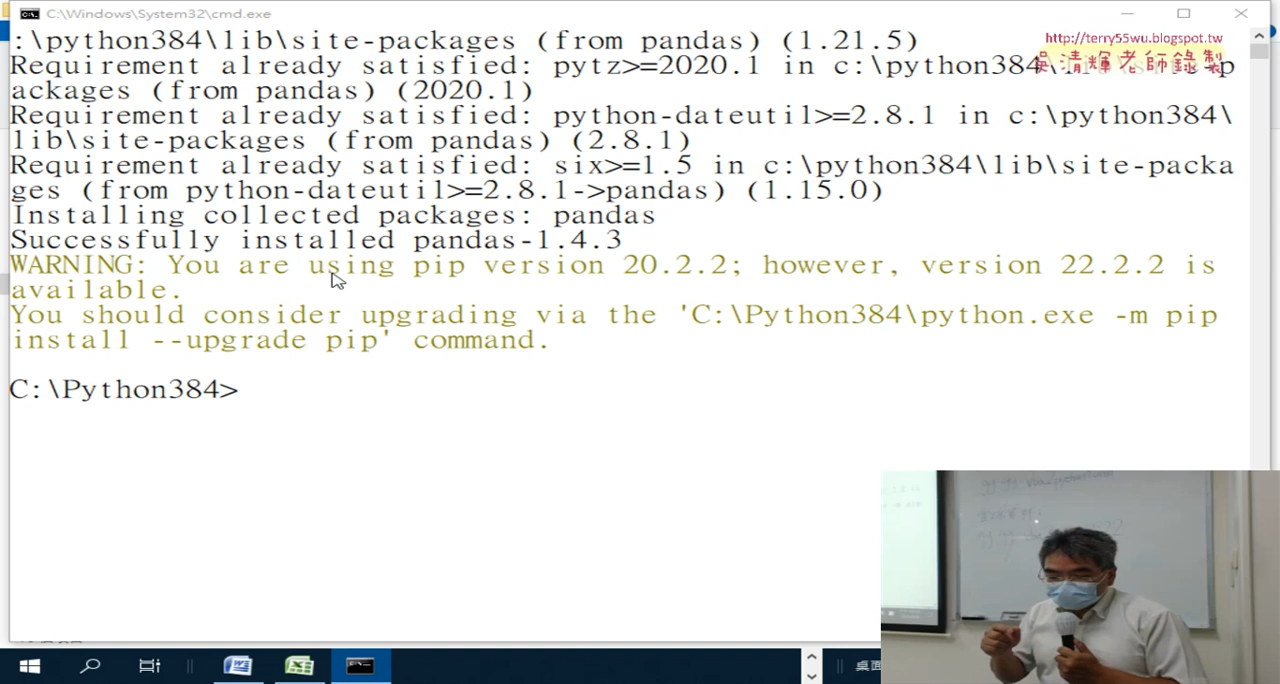 C:\Windows\System32\cmd.exe
http://terry55wu.blogspot.tw
吳清輝老師錄製
:\python384\lib\site-packages (from pandas) (1.21.5)
Requirement already satisfied: pytz>=2020.1 in c:\python384
ackages (from pandas) (2020.1)
Requirement already satisfied: python-dateutil>=2.8.1 in c:\python384\
lib\site-packages (from pandas) (2.8.1)
Requirement already satisfied: six>=1.5 in c:\python384\lib\site-packa
ges (from python-dateutil>=2.8.1->pandas) (1.15.0)
Installing collected packages: pandas
Successfully installed pandas-1.4.3
WARNING: You are using pip version 20.2.2; however, version 22.2.2 is
available.
You should consider upgrading via the 'C:\Python384\python.exe -m pip
install --upgrade pip' command.
C:\Python384>
桌面